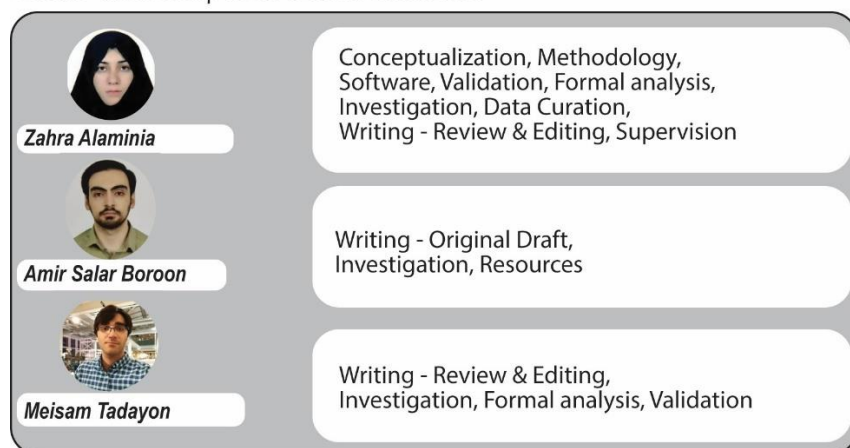 Zahra Alaminia
Conceptualization, Methodology,
Software, Validation, Formal analysis,
Investigation, Data Curation,
Writing - Review & Editing, Supervision
Amir Salar Boroon
Writing - Original Draft,
Investigation, Resources
Meisam Tadayon
Writing - Review & Editing,
Investigation, Formal analysis, Validation